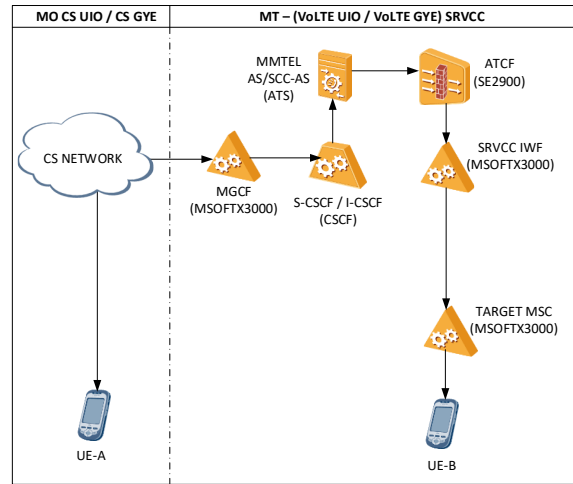 MO CS UIO / CS GYE
MT – (VoLTE UIO / VoLTE GYE) SRVCC
MMTEL
AS/SCC-AS
(ATS)
ATCF
(SE2900)
CS NETWORK
MGCF
(MSOFTX3000)
S-CSCF / I-CSCF
(CSCF)
SRVCC IWF
(MSOFTX3000)
TARGET MSC
(MSOFTX3000)
UE-A
UE-B